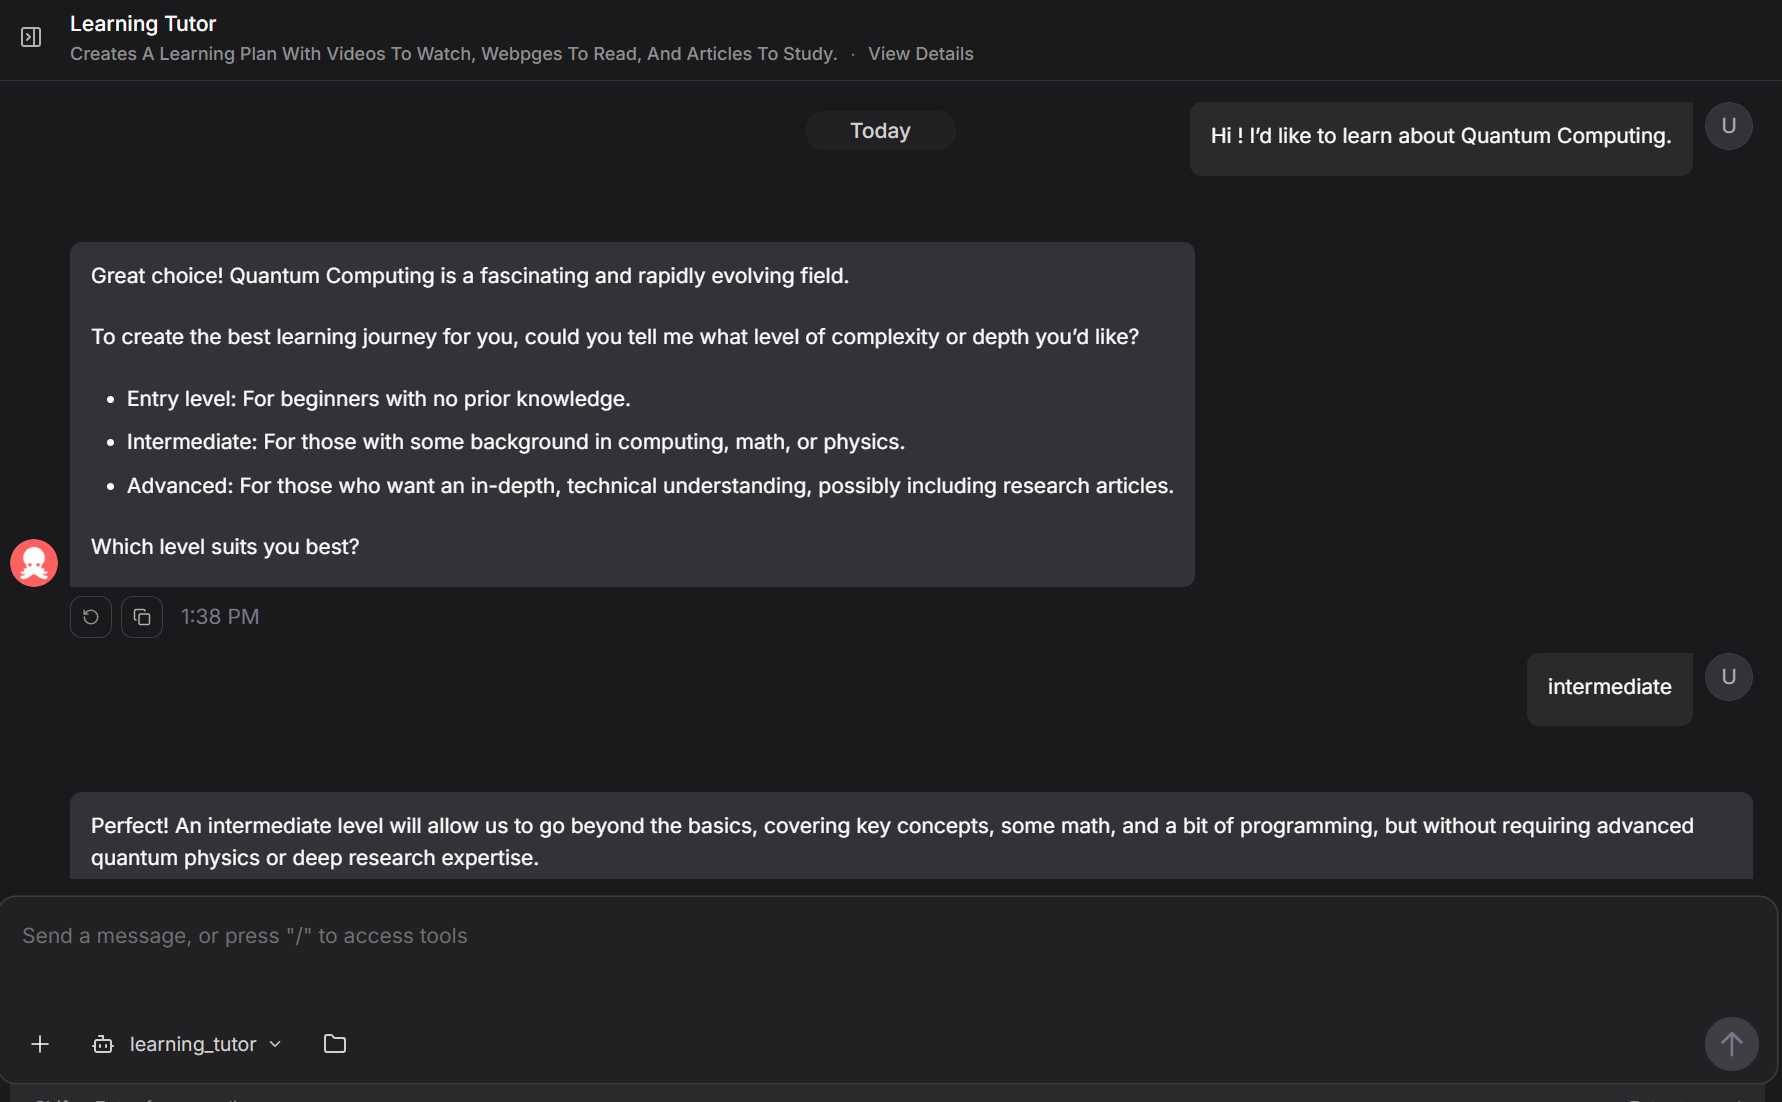 Learning Tutor
Creates A Learning Plan With Videos To Watch, Webpges To Read, And Articles To Study. · View Details
Today
Hi ! I’d like to learn about Quantum Computing.
U
Great choice! Quantum Computing is a fascinating and rapidly evolving field.
To create the best learning journey for you, could you tell me what level of complexity or depth you’d like?
• Entry level: For beginners with no prior knowledge.
• Intermediate: For those with some background in computing, math, or physics.
• Advanced: For those who want an in-depth, technical understanding, possibly including research articles.
Which level suits you best?
1:38 PM
intermediate
U
Perfect! An intermediate level will allow us to go beyond the basics, covering key concepts, some math, and a bit of programming, but without requiring advanced
quantum physics or deep research expertise.
Send a message, or press "/" to access tools
learning_tutor